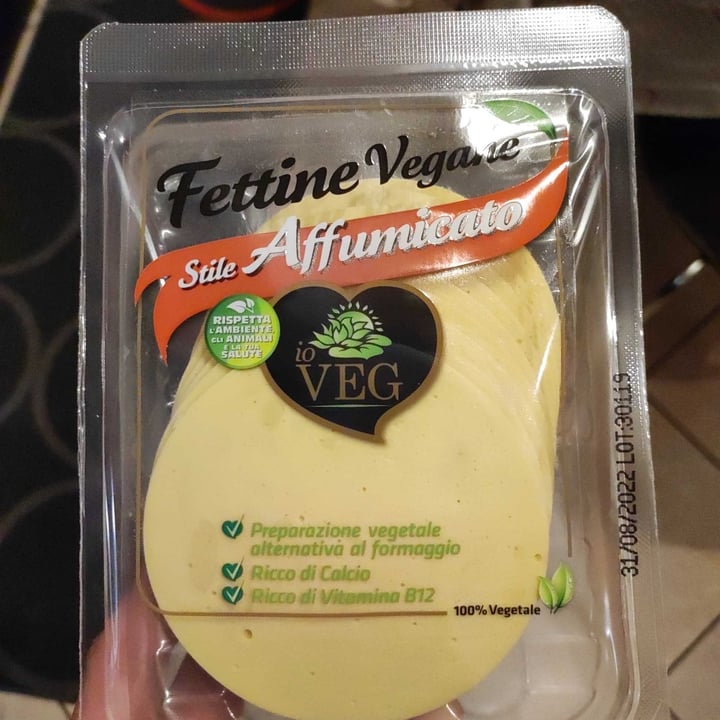 Fettine Vegane
Stile Affumicato
RISPETTA
L'AMBIENTE,
GLI ANIMALI
E LA TUA
SALUTE
io
VEG
Preparazione vegetale
alternativa al formaggio
Ricco di Calcio
Ricco di Vitamina B12
100% Vegetale
31/08/2022 LOT:30119